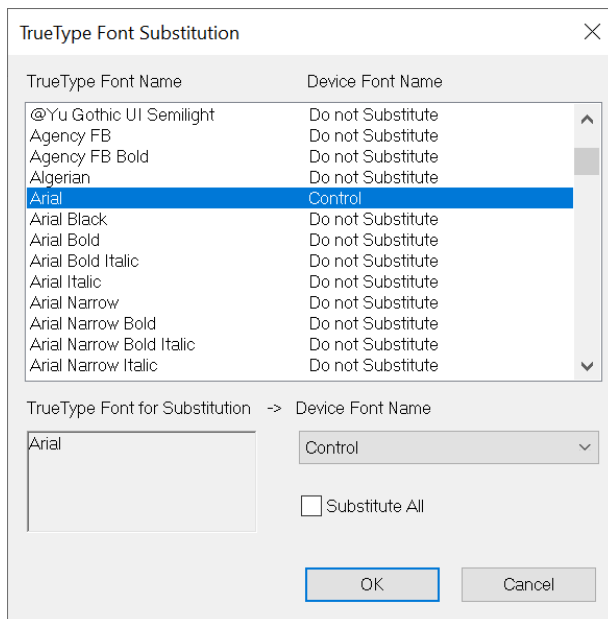 TrueType Font Substitution
TrueType Font Name Device Font Name
@Yu Gothic UI Semilight Do not Substitute
Agency FB Do not Substitute
Agency FB Bold Do not Substitute
Algerian Do not Substitute
Arial Control
Arial Black Do not Substitute
Arial Bold Do not Substitute
Arial Bold Italic Do not Substitute
Arial Italic Do not Substitute
Arial Narrow Do not Substitute
Arial Narrow Bold Do not Substitute
Arial Narrow Bold Italic Do not Substitute
Arial Narrow Italic Do not Substitute
TrueType Font for Substitution -> Device Font Name
Arial
Control
Substitute All
OK Cancel